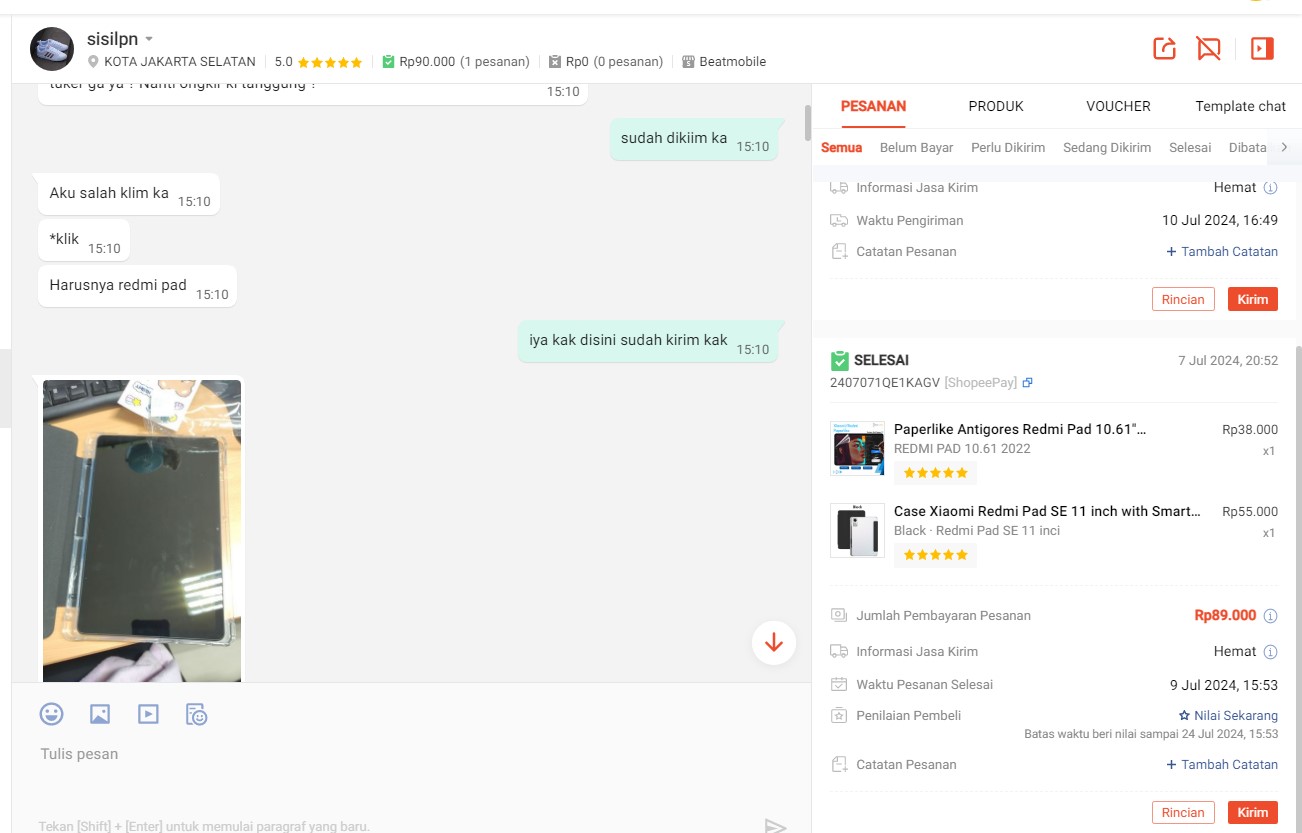 sisilpn
KOTA JAKARTA SELATAN
5.0
Rp90.000 (1 pesanan)
Rp0 (0 pesanan)
Beatmobile
tuker ga ya ? Nanti ongkir ki tanggung ?
15:10
sudah dikiim ka
15:10
Aku salah klim ka
15:10
*klik
15:10
Harusnya redmi pad
15:10
iya kak disini sudah kirim kak
15:10
Tulis pesan
Tekan [Shift] + [Enter] untuk memulai paragraf yang baru.
PESANAN
PRODUK
VOUCHER
Template chat
Semua
Belum Bayar
Perlu Dikirim
Sedang Dikirim
Selesai
Dibata
Informasi Jasa Kirim
Hemat
Waktu Pengiriman
10 Jul 2024, 16:49
Catatan Pesanan
+ Tambah Catatan
Rincian
Kirim
SELESAI
7 Jul 2024, 20:52
2407071QE1KAGV [ShopeePay]
Paperlike Antigores Redmi Pad 10.61"...
Rp38.000
REDMI PAD 10.61 2022
x1
Case Xiaomi Redmi Pad SE 11 inch with Smart...
Rp55.000
Black · Redmi Pad SE 11 inci
x1
Jumlah Pembayaran Pesanan
Rp89.000
Informasi Jasa Kirim
Hemat
Waktu Pesanan Selesai
9 Jul 2024, 15:53
Penilaian Pembeli
Nilai Sekarang
Batas waktu beri nilai sampai 24 Jul 2024, 15:53
Catatan Pesanan
+ Tambah Catatan
Rincian
Kirim